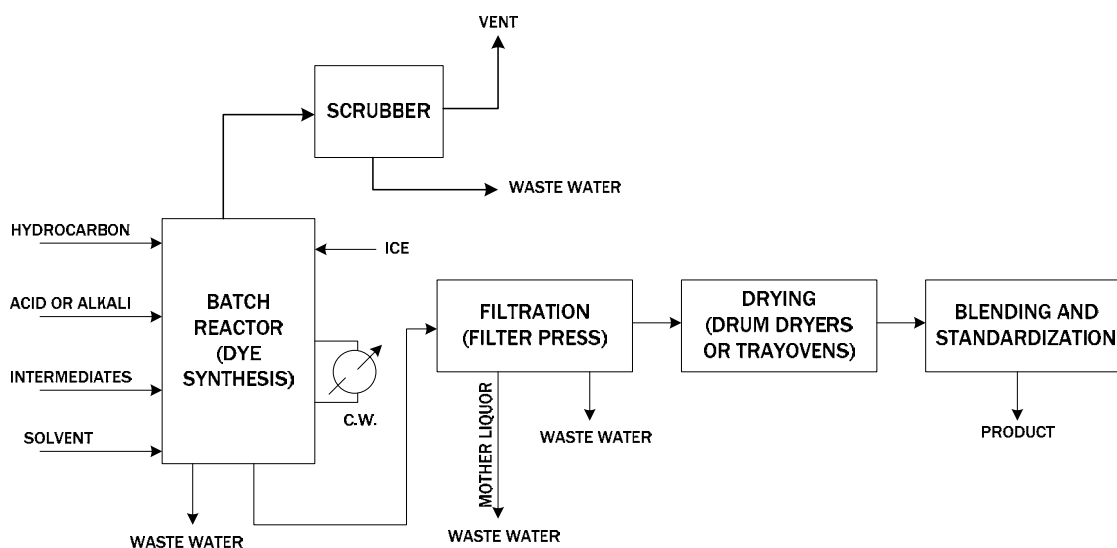 VENT
SCRUBBER
WASTE WATER
HYDROCARBON
ICE
ACID OR ALKALI
BATCH
REACTOR
(DYE
SYNTHESIS)
INTERMEDIATES
SOLVENT
C.W.
WASTE WATER
FILTRATION
(FILTER PRESS)
MOTHER LIQUOR
WASTE WATER
WASTE WATER
DRYING
(DRUM DRYERS
OR TRAYOVENS)
BLENDING AND
STANDARDIZATION
PRODUCT